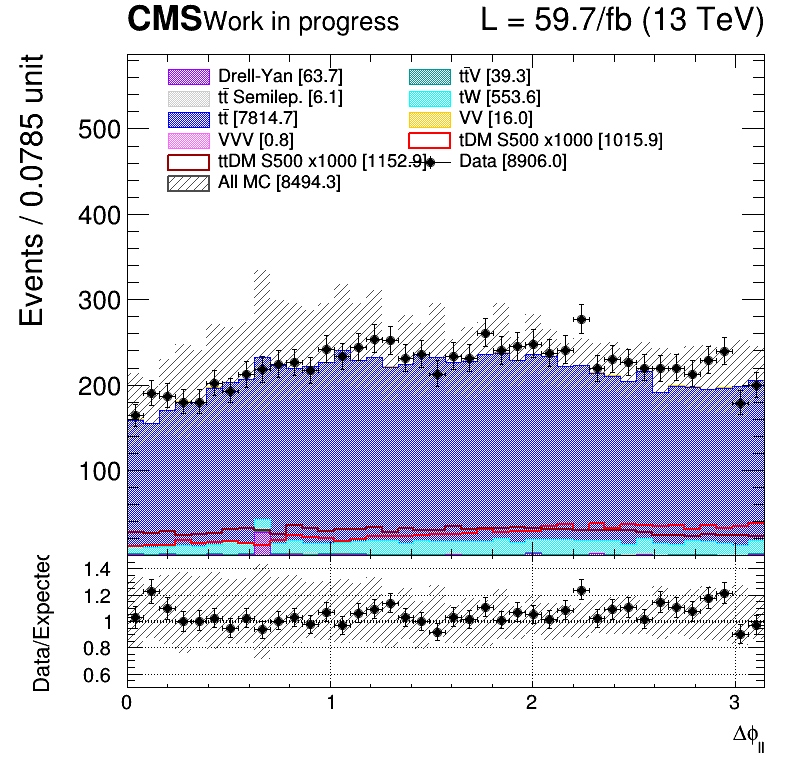 CMS Work in progress L = 59.7/fb (13 TeV)
Events / 0.0785 unit
Drell-Yan [63.7] tt̄V [39.3]
tt̄ Semilep. [6.1] tW [553.6]
tt̄ [7814.7] VV [16.0]
VVV [0.8] tDM S500 x1000 [1015.9]
ttDM S500 x1000 [1152.9] Data [8906.0]
All MC [8494.3]
500
400
300
200
100
Data/Expected
1.4
1.2
1
0.8
0.6
0 1 2 3
Δϕll